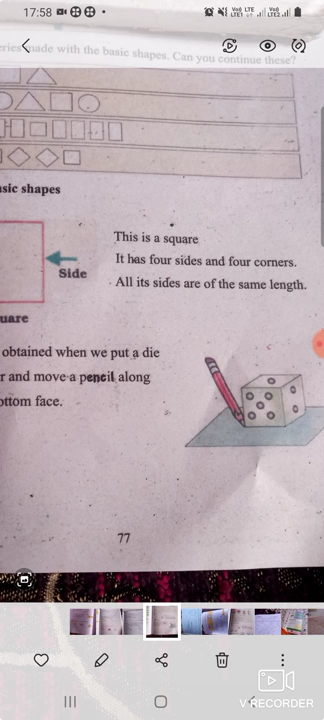 17:58
eries made with the basic shapes. Can you continue these?
asic shapes
This is a square
It has four sides and four corners.
Side
All its sides are of the same length.
uare
obtained when we put a die
r and move a pencil along
ottom face.
77
V RECORDER